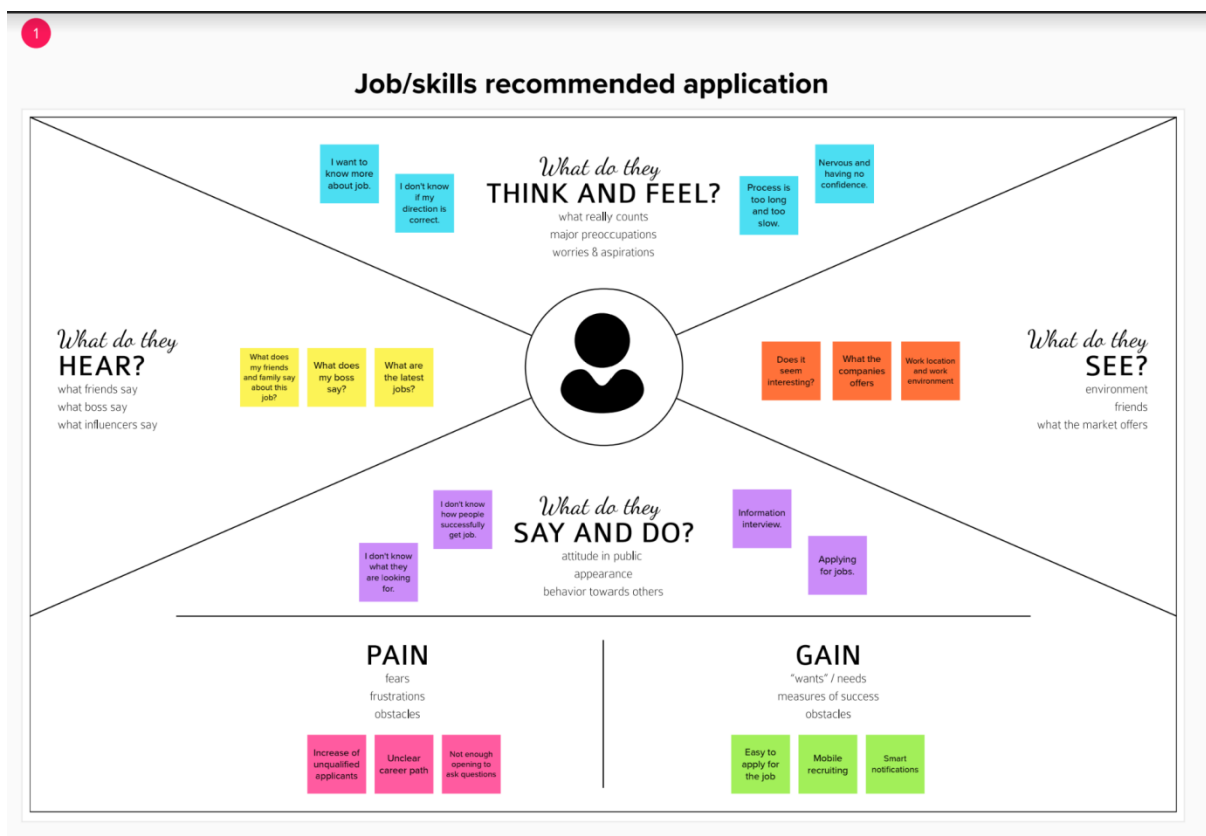 1
Job/skills recommended application
I want to
know more
about job.
I don't know
if my
direction is
correct.
What do they
THINK AND FEEL?
what really counts
major preoccupations
worries & aspirations
Process is
too long
and too
slow.
Nervous and
having no
confidence.
What do they
HEAR?
what friends say
what boss say
what influencers say
What does
my friends
and family say
about this
job?
What does
my boss
say?
What are
the latest
jobs?
Does it
seem
interesting?
What the
companies
offers
Work location
and work
environment
What do they
SEE?
environment
friends
what the market offers
I don't know
how people
successfully
get job.
I don't know
what they
are looking
for.
What do they
SAY AND DO?
attitude in public
appearance
behavior towards others
Information
interview.
Applying
for jobs.
PAIN
fears
frustrations
obstacles
Increase of
unqualified
applicants
Unclear
career path
Not enough
opening to
ask questions
GAIN
"wants" / needs
measures of success
obstacles
Easy to
apply for
the job
Mobile
recruiting
Smart
notifications